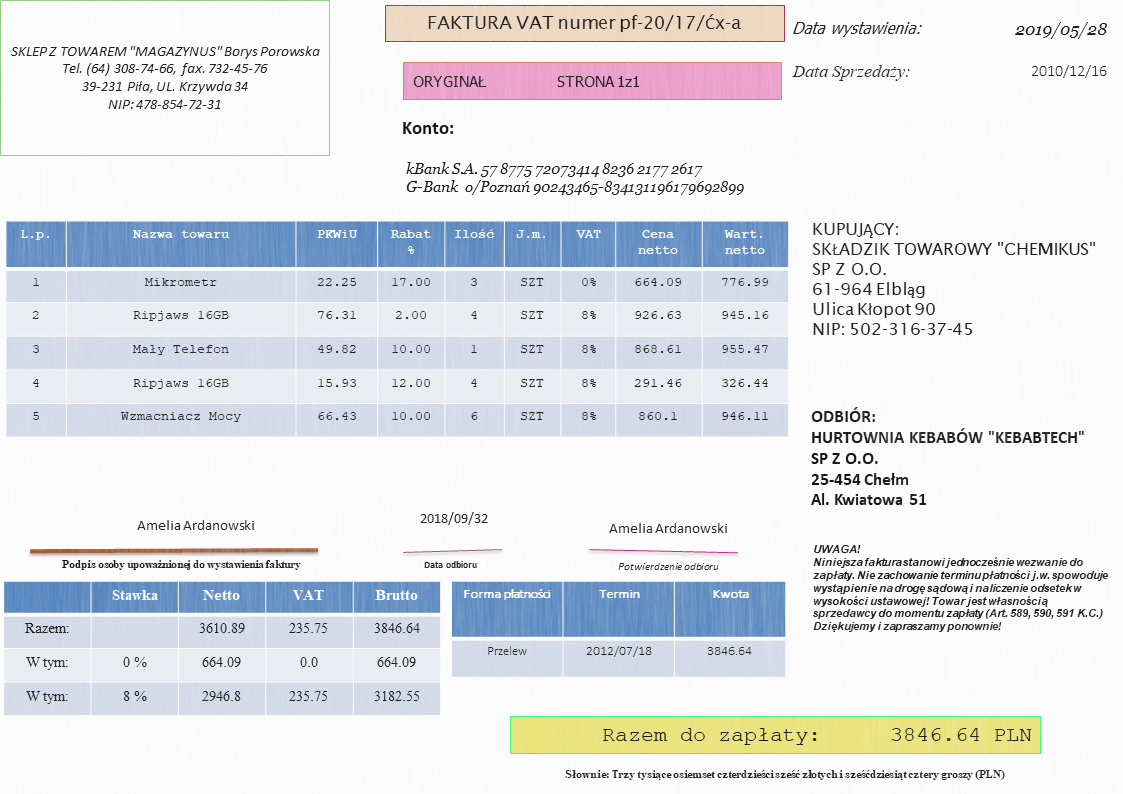 SKLEP Z TOWAREM "MAGAZYNUS" Borys Porowska
Tel. (64) 308-74-66, fax. 732-45-76
39-231 Piła, UL. Krzywda 34
NIP: 478-854-72-31
FAKTURA VAT numer pf-20/17/Ćx-a
ORYGINAŁ STRONA 1z1
Data wystawienia: 2019/05/28
Data Sprzedaży: 2010/12/16
Konto:
kBank S.A. 57 8775 72073414 8236 2177 2617
G-Bank o/Poznań 90243465-834131196179692899
L.p. Nazwa towaru PKWiU Rabat % Ilość J.m. VAT Cena netto Wart. netto
1 Mikrometr 22.25 17.00 3 SZT 0% 664.09 776.99
2 Ripjaws 16GB 76.31 2.00 4 SZT 8% 926.63 945.16
3 Mały Telefon 49.82 10.00 1 SZT 8% 868.61 955.47
4 Ripjaws 16GB 15.93 12.00 4 SZT 8% 291.46 326.44
5 Wzmacniacz Mocy 66.43 10.00 6 SZT 8% 860.1 946.11
KUPUJĄCY:
SKŁADZIK TOWAROWY "CHEMIKUS"
SP Z O.O.
61-964 Elbląg
Ulica Kłopot 90
NIP: 502-316-37-45
ODBIÓR:
HURTOWNIA KEBABÓW "KEBABTECH"
SP Z O.O.
25-454 Chełm
Al. Kwiatowa 51
Amelia Ardanowski
Podpis osoby upoważnionej do wystawienia faktury
2018/09/32
Data odbioru
Amelia Ardanowski
Potwierdzenie odbioru
UWAGA!
Niniejsza faktura stanowi jednocześnie wezwanie do
zapłaty. Nie zachowanie terminu płatności j.w. spowoduje
wystąpienie na drogę sądową i naliczenie odsetek w
wysokości ustawowej! Towar jest własnością
sprzedawcy do momentu zapłaty (Art. 589, 590, 591 K.C.)
Dziękujemy i zapraszamy ponownie!
Stawka Netto VAT Brutto
Razem: 3610.89 235.75 3846.64
W tym: 0 % 664.09 0.0 664.09
W tym: 8 % 2946.8 235.75 3182.55
Forma płatności Termin Kwota
Przelew 2012/07/18 3846.64
Razem do zapłaty: 3846.64 PLN
Słownie: Trzy tysiące osiemset czterdzieści sześć złotych i sześćdziesiąt cztery groszy (PLN)